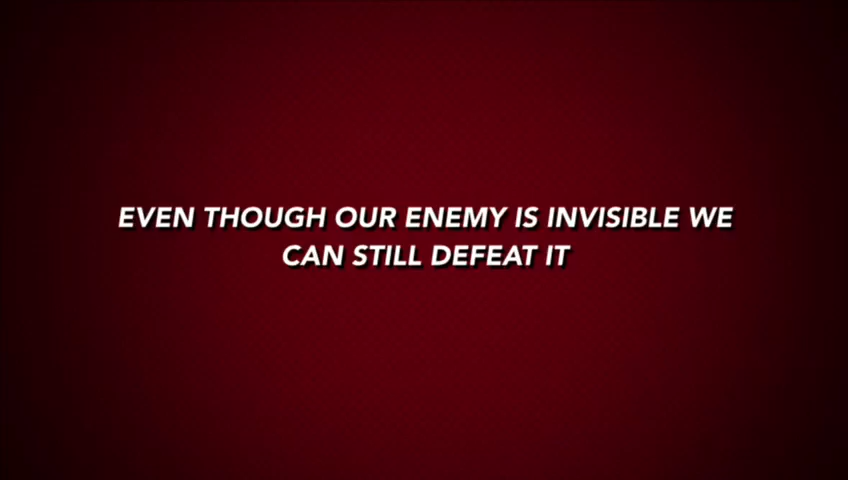 EVEN THOUGH OUR ENEMY IS INVISIBLE WE
CAN STILL DEFEAT IT